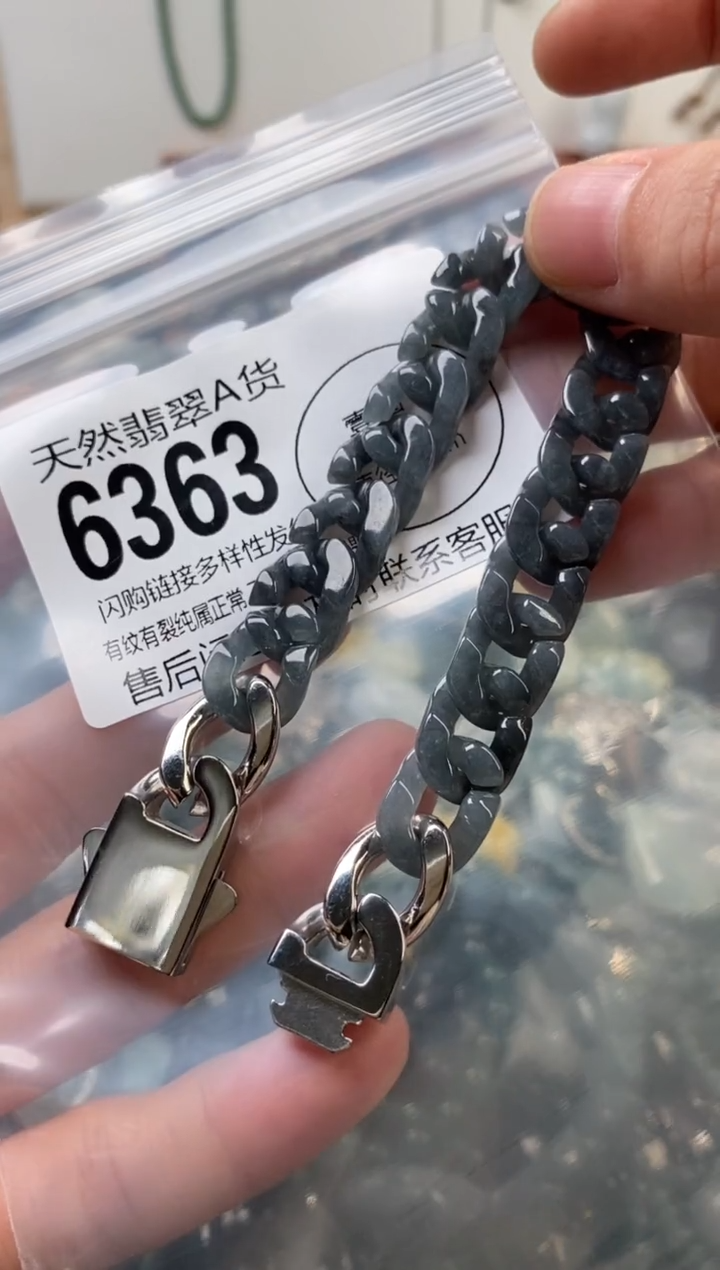 天然翡翠A货
6363
闪购链接多样性发
有纹有裂纯属正常
售后
联系客服